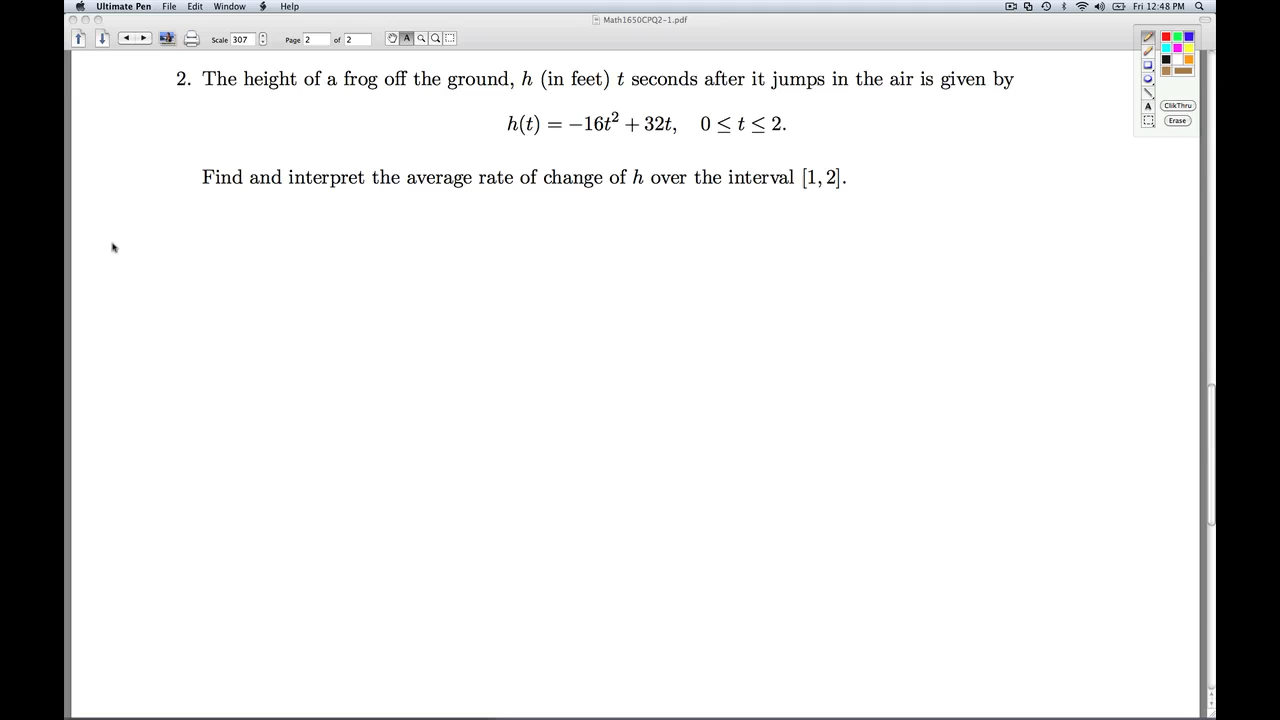 Ultimate Pen File Edit Window Help Fri 12:48 PM
Math1650CPQ2-1.pdf
Scale 307 Page 2 of 2 A
ClikThru
A
Erase
2. The height of a frog off the ground, h (in feet) t seconds after it jumps in the air is given by
h(t) = −16t² + 32t, 0 ≤ t ≤ 2.
Find and interpret the average rate of change of h over the interval [1, 2].